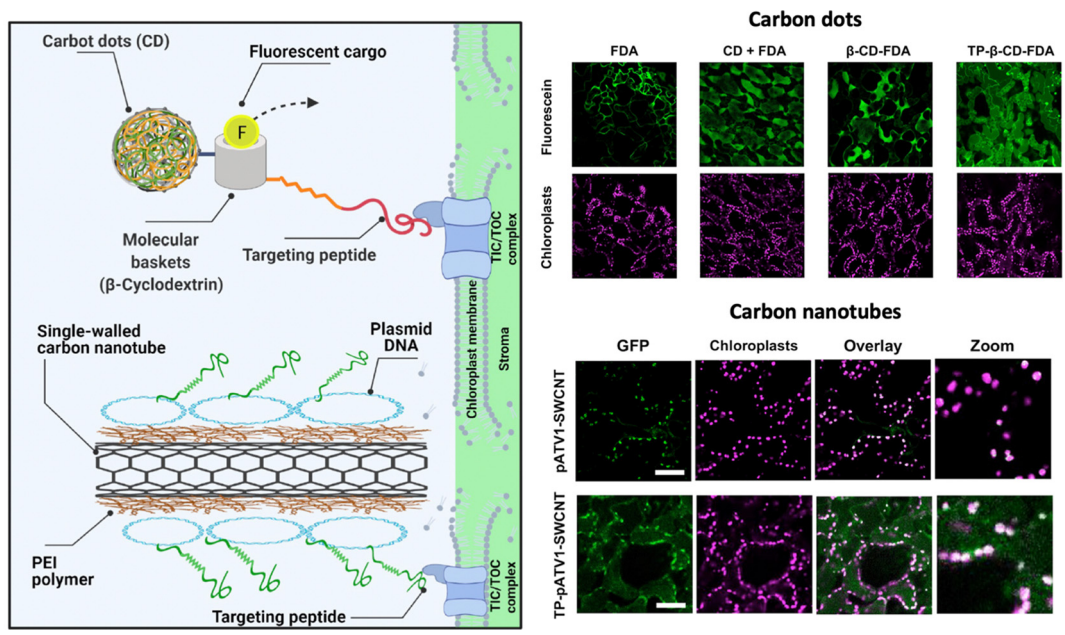 Carbot dots (CD)
Fluorescent cargo
F
Molecular
baskets
(β-Cyclodextrin)
Targeting peptide
TIC/TOC
complex
Chloroplast membrane
Stroma
Single-walled
carbon nanotube
Plasmid
DNA
PEI
polymer
Targeting peptide
TIC/TOC
complex
Carbon dots
FDA
CD + FDA
β-CD-FDA
TP-β-CD-FDA
Fluorescein
Chloroplasts
Carbon nanotubes
GFP
Chloroplasts
Overlay
Zoom
pATV1-SWCNT
TP-pATV1-SWCNT